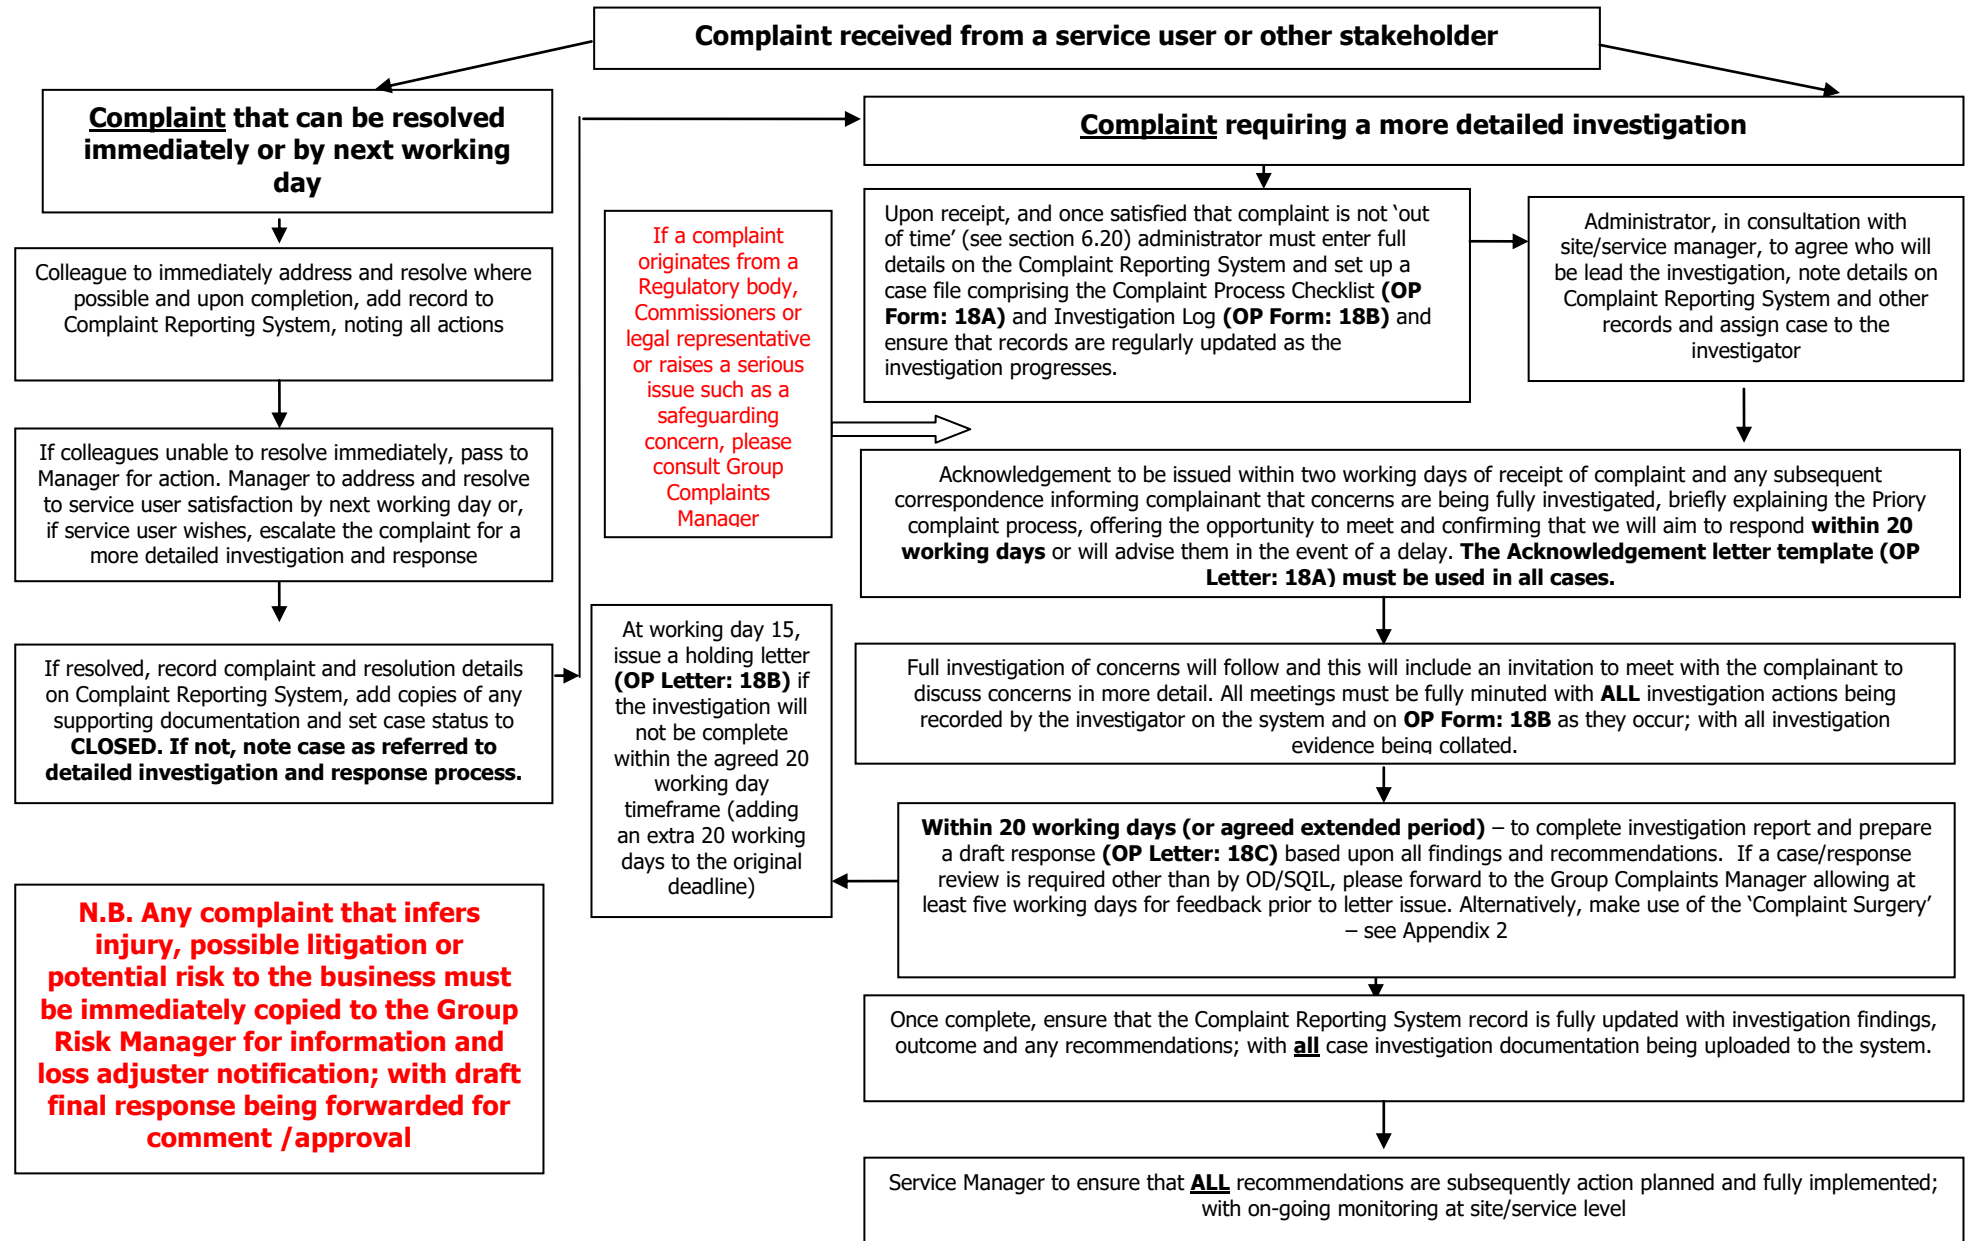 Complaint received from a service user or other stakeholder
Complaint that can be resolved
immediately or by next working
day
Colleague to immediately address and resolve where
possible and upon completion, add record to
Complaint Reporting System, noting all actions
If colleagues unable to resolve immediately, pass to
Manager for action. Manager to address and resolve
to service user satisfaction by next working day or,
if service user wishes, escalate the complaint for a
more detailed investigation and response
If resolved, record complaint and resolution details
on Complaint Reporting System, add copies of any
supporting documentation and set case status to
CLOSED. If not, note case as referred to
detailed investigation and response process.
N.B. Any complaint that infers
injury, possible litigation or
potential risk to the business must
be immediately copied to the Group
Risk Manager for information and
loss adjuster notification; with draft
final response being forwarded for
comment /approval
If a complaint
originates from a
Regulatory body,
Commissioners or
legal representative
or raises a serious
issue such as a
safeguarding
concern, please
consult Group
Complaints
Manager
At working day 15,
issue a holding letter
(OP Letter: 18B) if
the investigation will
not be complete
within the agreed 20
working day
timeframe (adding
an extra 20 working
days to the original
deadline)
Complaint requiring a more detailed investigation
Upon receipt, and once satisfied that complaint is not ‘out
of time’ (see section 6.20) administrator must enter full
details on the Complaint Reporting System and set up a
case file comprising the Complaint Process Checklist (OP
Form: 18A) and Investigation Log (OP Form: 18B) and
ensure that records are regularly updated as the
investigation progresses.
Administrator, in consultation with
site/service manager, to agree who will
be lead the investigation, note details on
Complaint Reporting System and other
records and assign case to the
investigator
Acknowledgement to be issued within two working days of receipt of complaint and any subsequent
correspondence informing complainant that concerns are being fully investigated, briefly explaining the Priory
complaint process, offering the opportunity to meet and confirming that we will aim to respond within 20
working days or will advise them in the event of a delay. The Acknowledgement letter template (OP
Letter: 18A) must be used in all cases.
Full investigation of concerns will follow and this will include an invitation to meet with the complainant to
discuss concerns in more detail. All meetings must be fully minuted with ALL investigation actions being
recorded by the investigator on the system and on OP Form: 18B as they occur; with all investigation
evidence being collated.
Within 20 working days (or agreed extended period) – to complete investigation report and prepare
a draft response (OP Letter: 18C) based upon all findings and recommendations. If a case/response
review is required other than by OD/SQIL, please forward to the Group Complaints Manager allowing at
least five working days for feedback prior to letter issue. Alternatively, make use of the ‘Complaint Surgery’
– see Appendix 2
Once complete, ensure that the Complaint Reporting System record is fully updated with investigation findings,
outcome and any recommendations; with all case investigation documentation being uploaded to the system.
Service Manager to ensure that ALL recommendations are subsequently action planned and fully implemented;
with on-going monitoring at site/service level